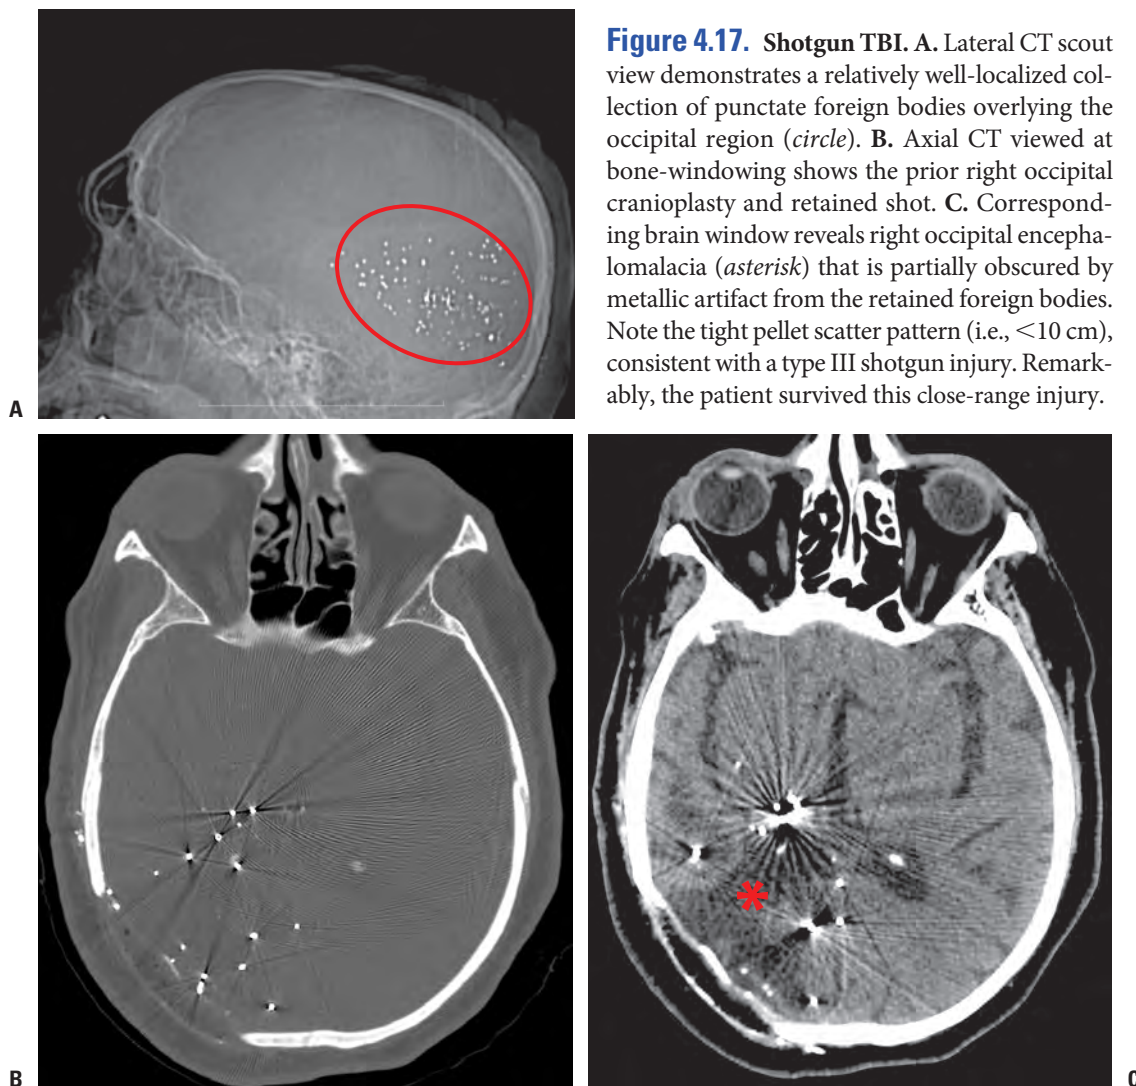 Figure 4.17. Shotgun TBI. A. Lateral CT scout
view demonstrates a relatively well-localized col-
lection of punctate foreign bodies overlying the
occipital region (circle). B. Axial CT viewed at
bone-windowing shows the prior right occipital
cranioplasty and retained shot. C. Correspond-
ing brain window reveals right occipital encepha-
lomalacia (asterisk) that is partially obscured by
metallic artifact from the retained foreign bodies.
Note the tight pellet scatter pattern (i.e., <10 cm),
consistent with a type III shotgun injury. Remark-
ably, the patient survived this close-range injury.
A
B
C